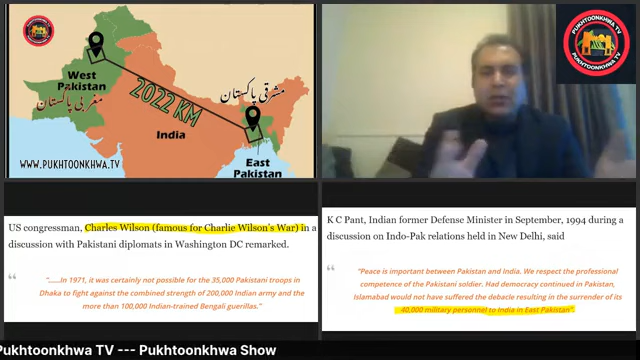 PUKHTOONKHWA TV
PUKHTOONKHWA TV
West
Pakistan
مغربی پاکستان
2022 KM
مشرقی پاکستان
India
East
Pakistan
WWW.PUKHTOONKHWA.TV
US congressman, Charles Wilson (famous for Charlie Wilson's War) in a
discussion with Pakistani diplomats in Washington DC remarked.
“
“......In 1971, it was certainly not possible for the 35,000 Pakistani troops in
Dhaka to fight against the combined strength of 200,000 Indian army and the
more than 100,000 Indian-trained Bengali guerillas.”
K C Pant, Indian former Defense Minister in September, 1994 during a
discussion on Indo-Pak relations held in New Delhi, said
“
“Peace is important between Pakistan and India. We respect the professional
competence of the Pakistani soldier. Had democracy continued in Pakistan,
Islamabad would not have suffered the debacle resulting in the surrender of its
40,000 military personnel to India in East Pakistan”.
Pukhtoonkhwa TV --- Pukhtoonkhwa Show